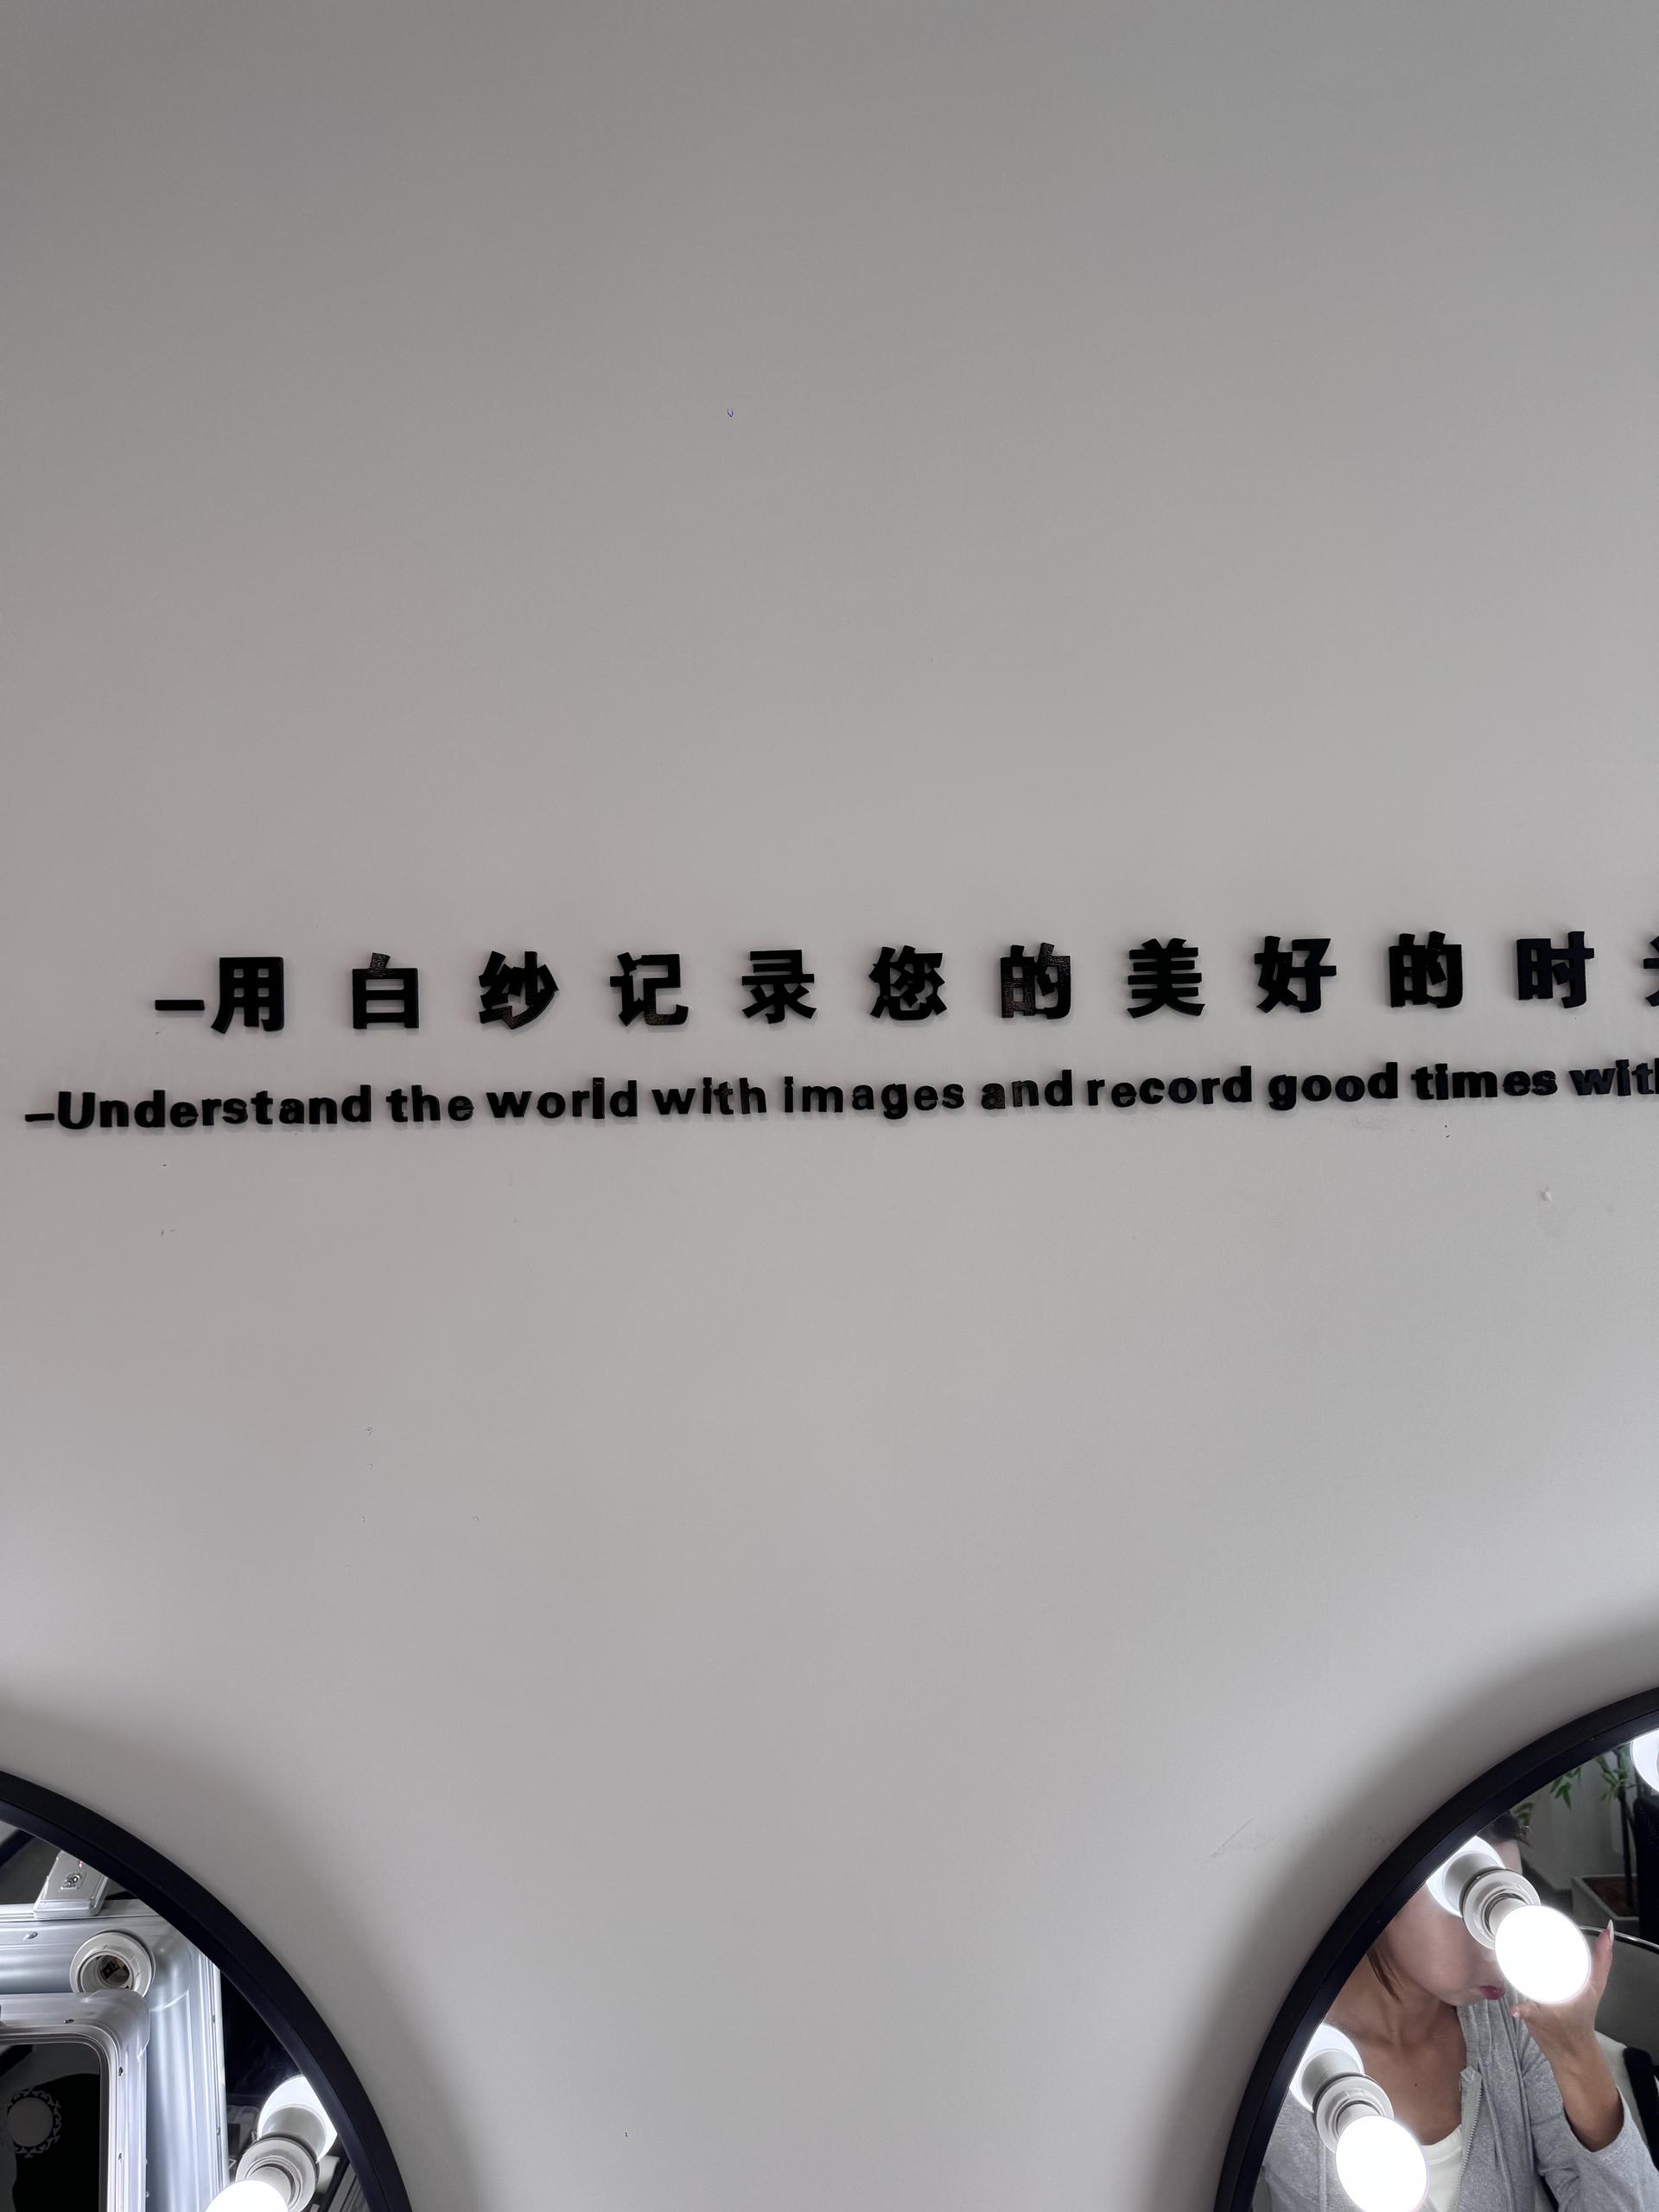 –用白纱记录您的美好的时
–Understand the world with images and record good times with